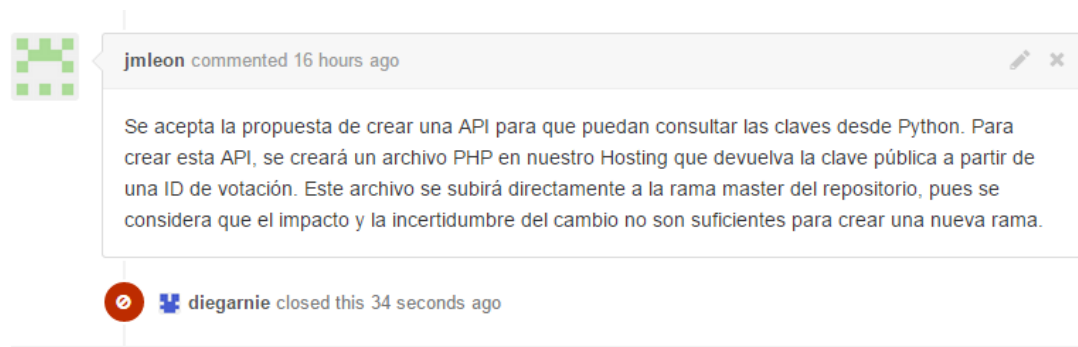 jmleon commented 16 hours ago
Se acepta la propuesta de crear una API para que puedan consultar las claves desde Python. Para
crear esta API, se creará un archivo PHP en nuestro Hosting que devuelva la clave pública a partir de
una ID de votación. Este archivo se subirá directamente a la rama master del repositorio, pues se
considera que el impacto y la incertidumbre del cambio no son suficientes para crear una nueva rama.
diegarnie closed this 34 seconds ago